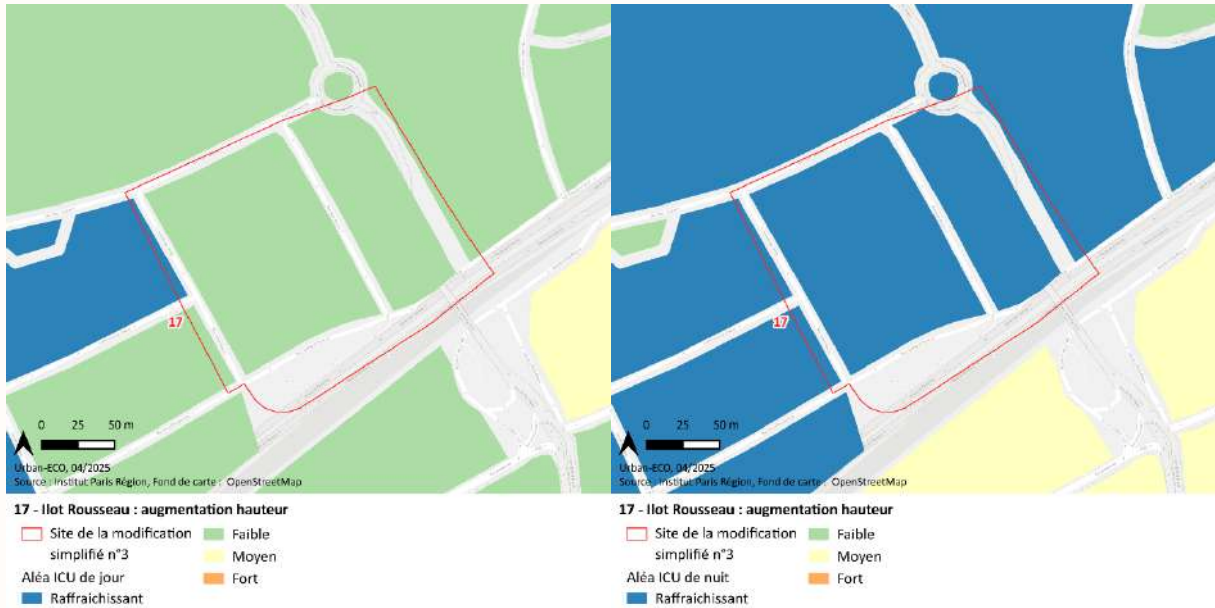 17
0 25 50 m
Urban-ECO, 04/2025
Source : Institut Paris Région, Fond de carte : OpenStreetMap
17 - Ilot Rousseau : augmentation hauteur
Site de la modification
simplifié n°3
Aléa ICU de jour
Raffraichissant
Faible
Moyen
Fort
17
0 25 50 m
Urban-ECO, 04/2025
Source : Institut Paris Région, Fond de carte : OpenStreetMap
17 - Ilot Rousseau : augmentation hauteur
Site de la modification
simplifié n°3
Aléa ICU de nuit
Raffraichissant
Faible
Moyen
Fort